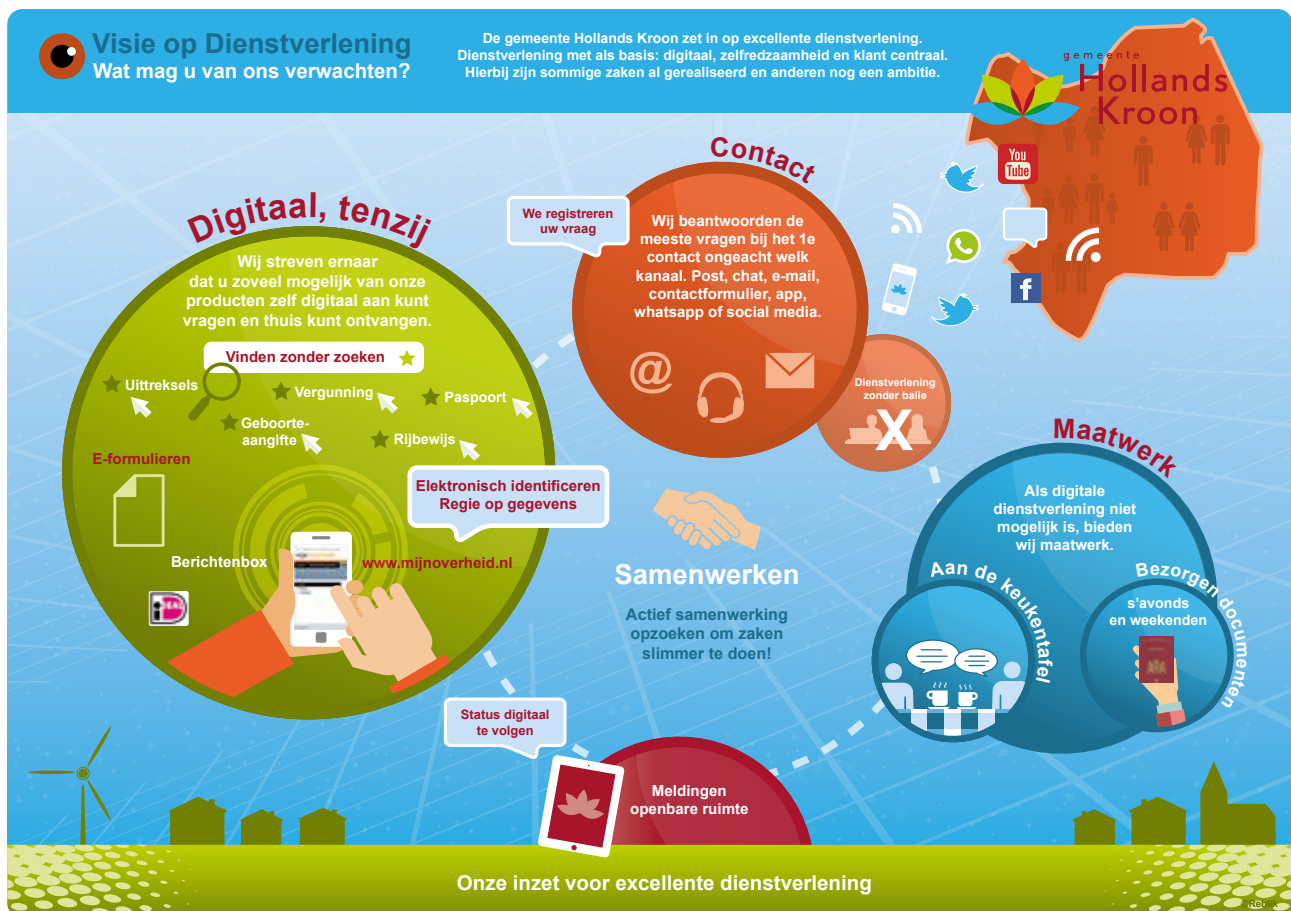 Visie op Dienstverlening
Wat mag u van ons verwachten?
De gemeente Hollands Kroon zet in op excellente dienstverlening.
Dienstverlening met als basis: digitaal, zelfredzaamheid en klant centraal.
Hierbij zijn sommige zaken al gerealiseerd en anderen nog een ambitie.
gemeente
Hollands
Kroon
You
Tube
f
Contact
We registreren
uw vraag
Wij beantwoorden de
meeste vragen bij het 1e
contact ongeacht welk
kanaal. Post, chat, e-mail,
contactformulier, app,
whatsapp of social media.
@
Dienstverlening
zonder balie
X
Digitaal, tenzij
Wij streven ernaar
dat u zoveel mogelijk van onze
producten zelf digitaal aan kunt
vragen en thuis kunt ontvangen.
Vinden zonder zoeken
Uittreksels
Vergunning
Paspoort
Geboorte-
aangifte
Rijbewijs
E-formulieren
Elektronisch identificeren
Regie op gegevens
Berichtenbox
www.mijnoverheid.nl
iDEAL
Samenwerken
Actief samenwerking
opzoeken om zaken
slimmer te doen!
Maatwerk
Als digitale
dienstverlening niet
mogelijk is, bieden
wij maatwerk.
Aan de keukentafel
Bezorgen documenten
s'avonds
en weekenden
Status digitaal
te volgen
Meldingen
openbare ruimte
Onze inzet voor excellente dienstverlening
©Reblik